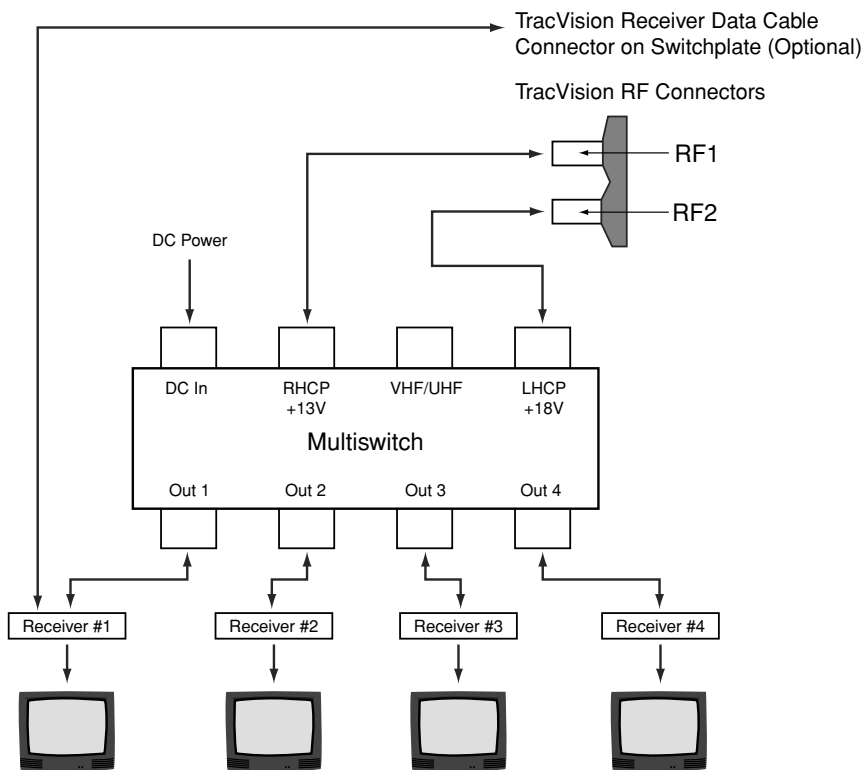 TracVision Receiver Data Cable
Connector on Switchplate (Optional)
TracVision RF Connectors
RF1
RF2
DC Power
DC In
RHCP
+13V
VHF/UHF
LHCP
+18V
Multiswitch
Out 1
Out 2
Out 3
Out 4
Receiver #1
Receiver #2
Receiver #3
Receiver #4